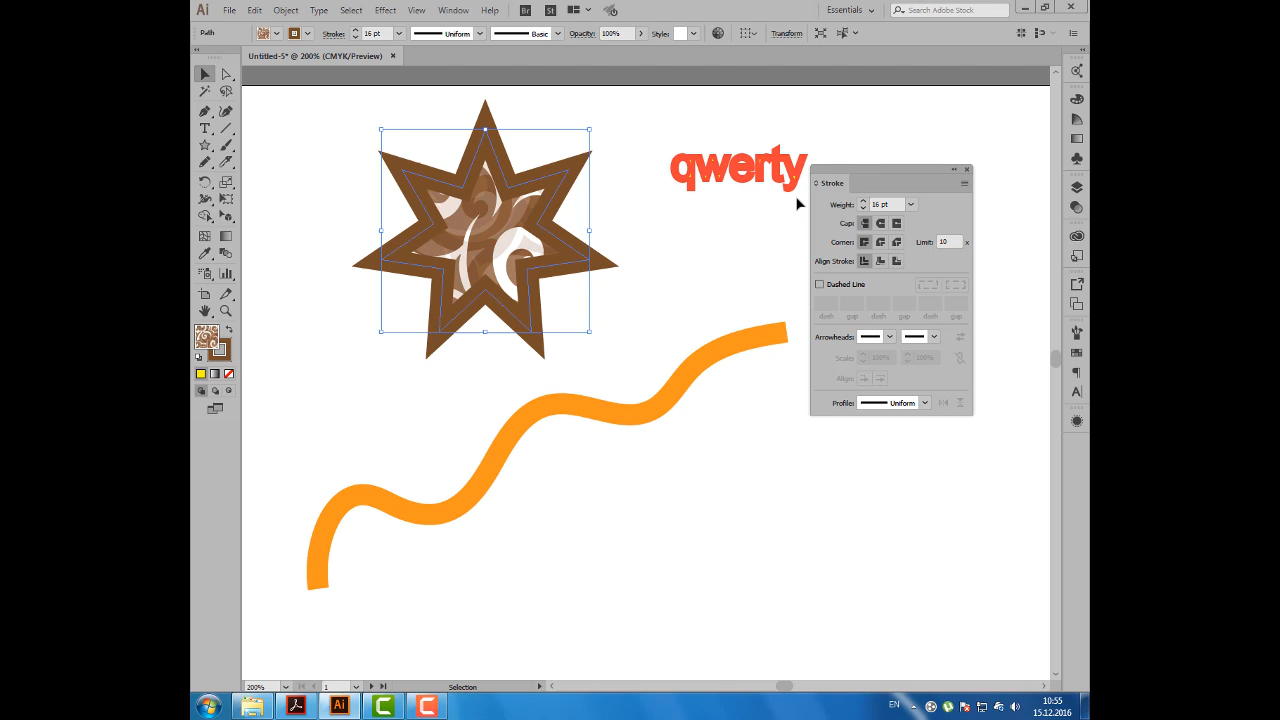 Ai File Edit Object Type Select Effect View Window Help Br St Essentials Search Adobe Stock
Path Stroke: 16 pt Uniform Basic Opacity: 100% Style: Transform
Untitled-5* @ 200% (CMYK/Preview) ×
qwerty
Stroke
Weight: 16 pt
Cap:
Corner: Limit: 10 x
Align Stroke:
Dashed Line
dash gap dash gap dash gap
Arrowheads:
Scale: 100% 100%
Align:
Profile: Uniform
200% 1 Selection
Ai EN 10:55
15.12.2016